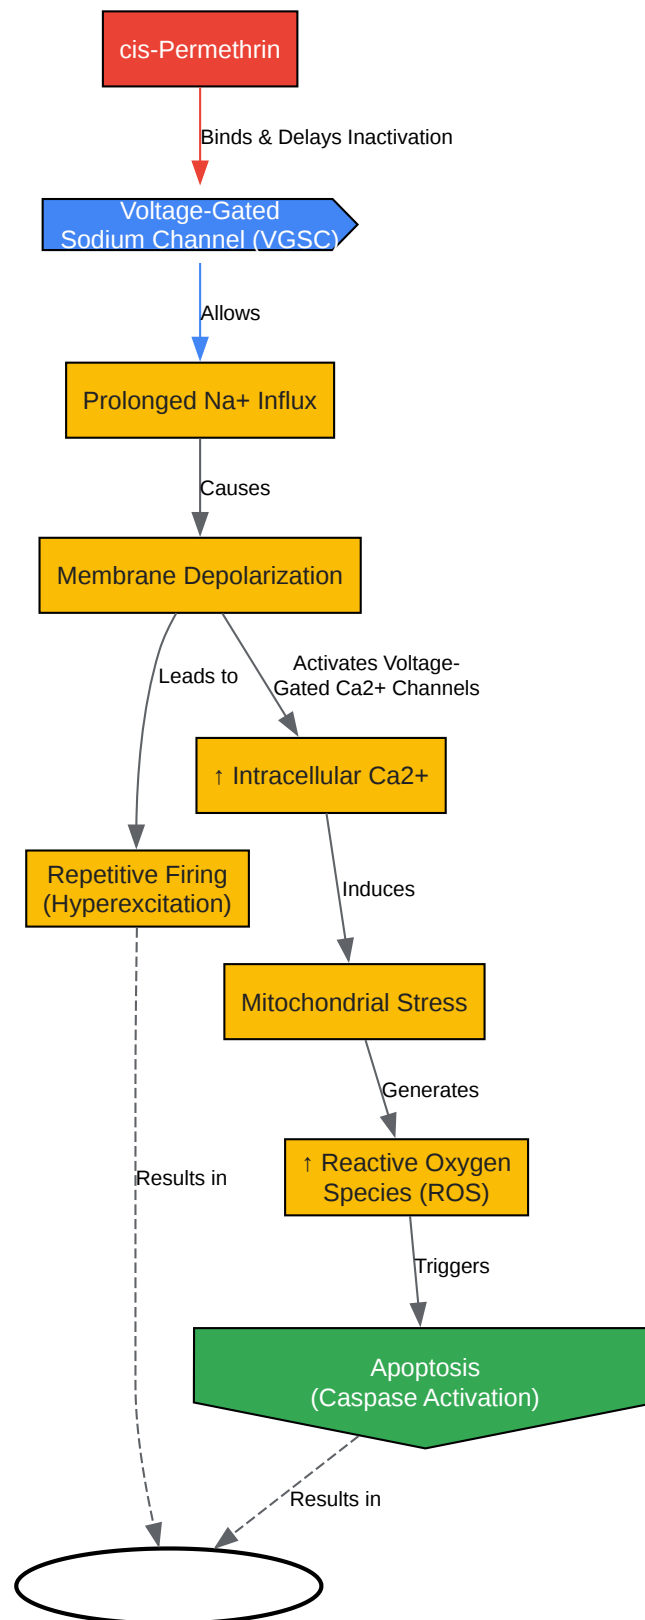 cis-Permethrin
Binds & Delays Inactivation
Voltage-Gated
Sodium Channel (VGSC)
Allows
Prolonged Na+ Influx
Causes
Membrane Depolarization
Leads to
Activates Voltage-
Gated Ca2+ Channels
↑ Intracellular Ca2+
Repetitive Firing
(Hyperexcitation)
Induces
Mitochondrial Stress
Generates
↑ Reactive Oxygen
Species (ROS)
Results in
Triggers
Apoptosis
(Caspase Activation)
Results in